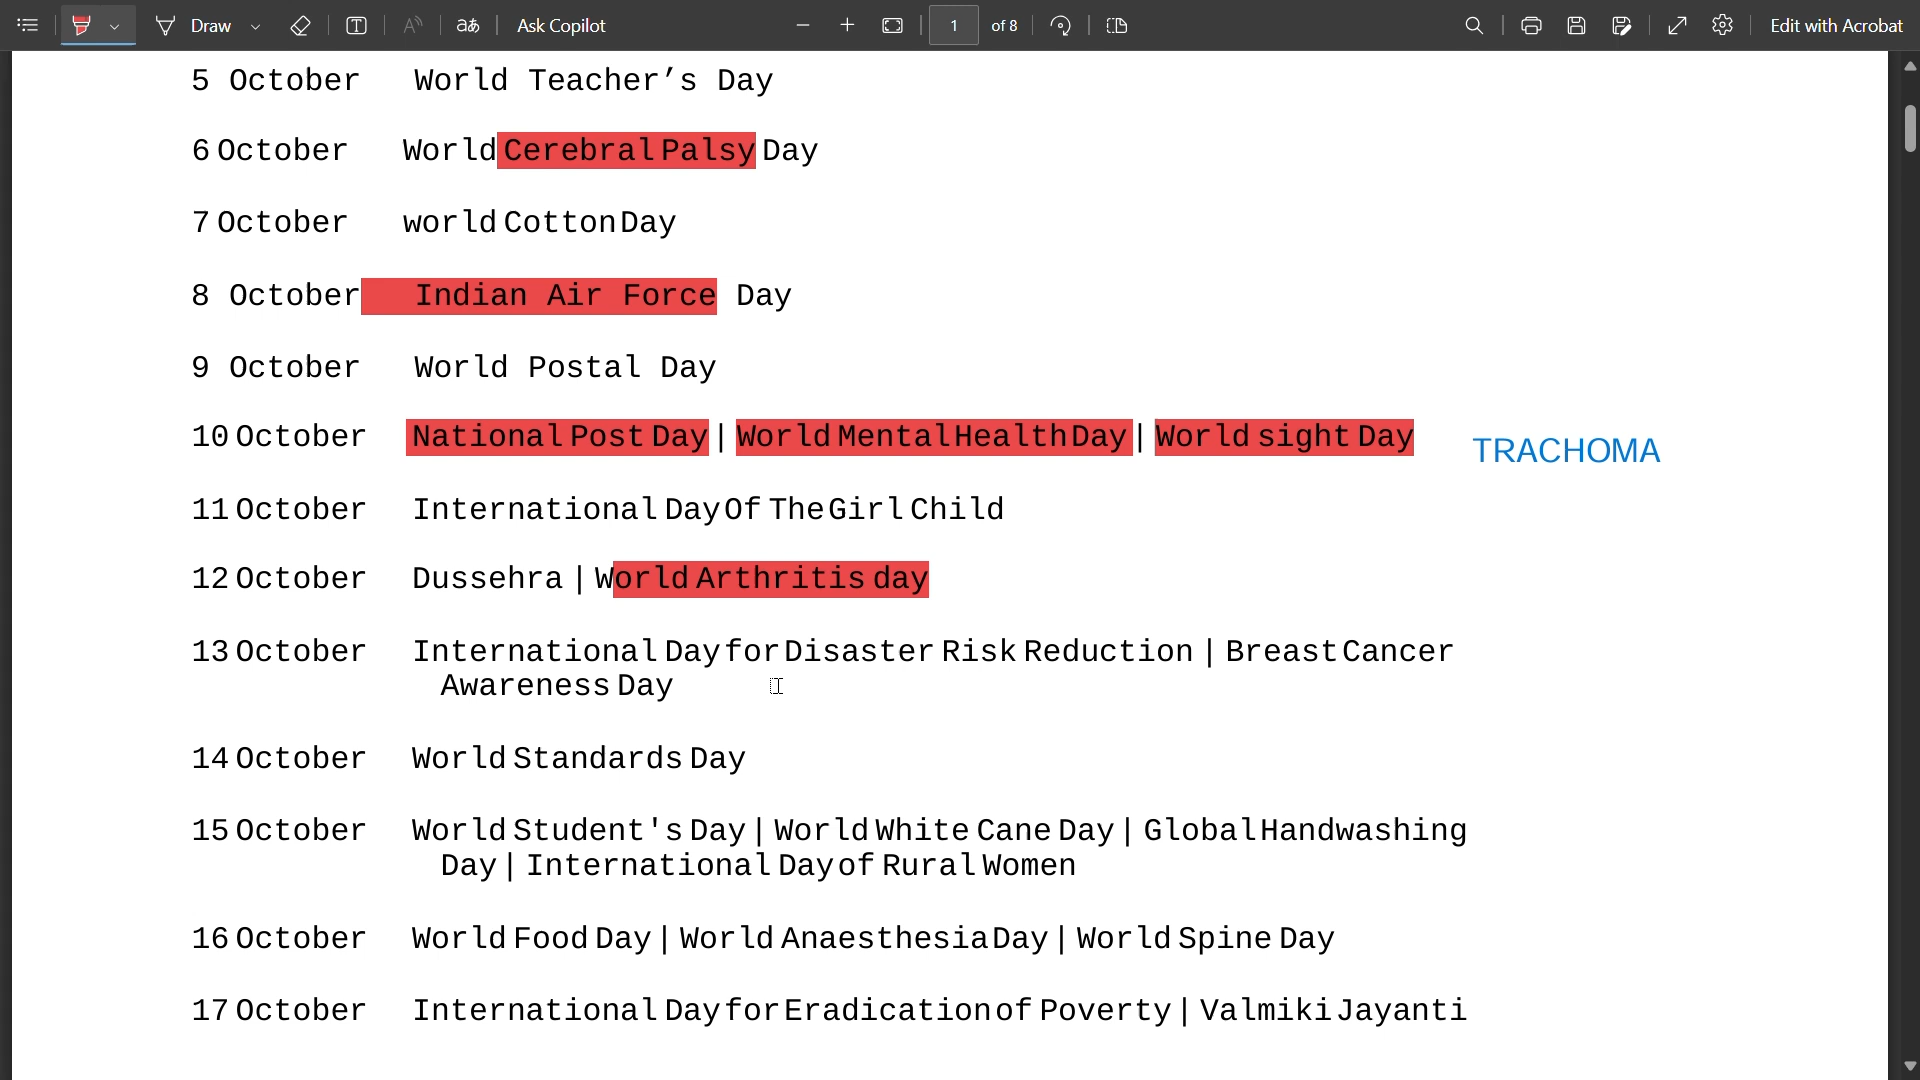 Draw
Ask Copilot
1 of 8
Edit with Acrobat
5 October World Teacher’s Day
6 October World Cerebral Palsy Day
7 October world Cotton Day
8 October Indian Air Force Day
9 October World Postal Day
10 October National Post Day | World Mental Health Day | World sight Day
TRACHOMA
11 October International Day Of The Girl Child
12 October Dussehra | World Arthritis day
13 October International Day for Disaster Risk Reduction | Breast Cancer
Awareness Day
14 October World Standards Day
15 October World Student's Day | World White Cane Day | Global Handwashing
Day | International Day of Rural Women
16 October World Food Day | World Anaesthesia Day | World Spine Day
17 October International Day for Eradication of Poverty | Valmiki Jayanti